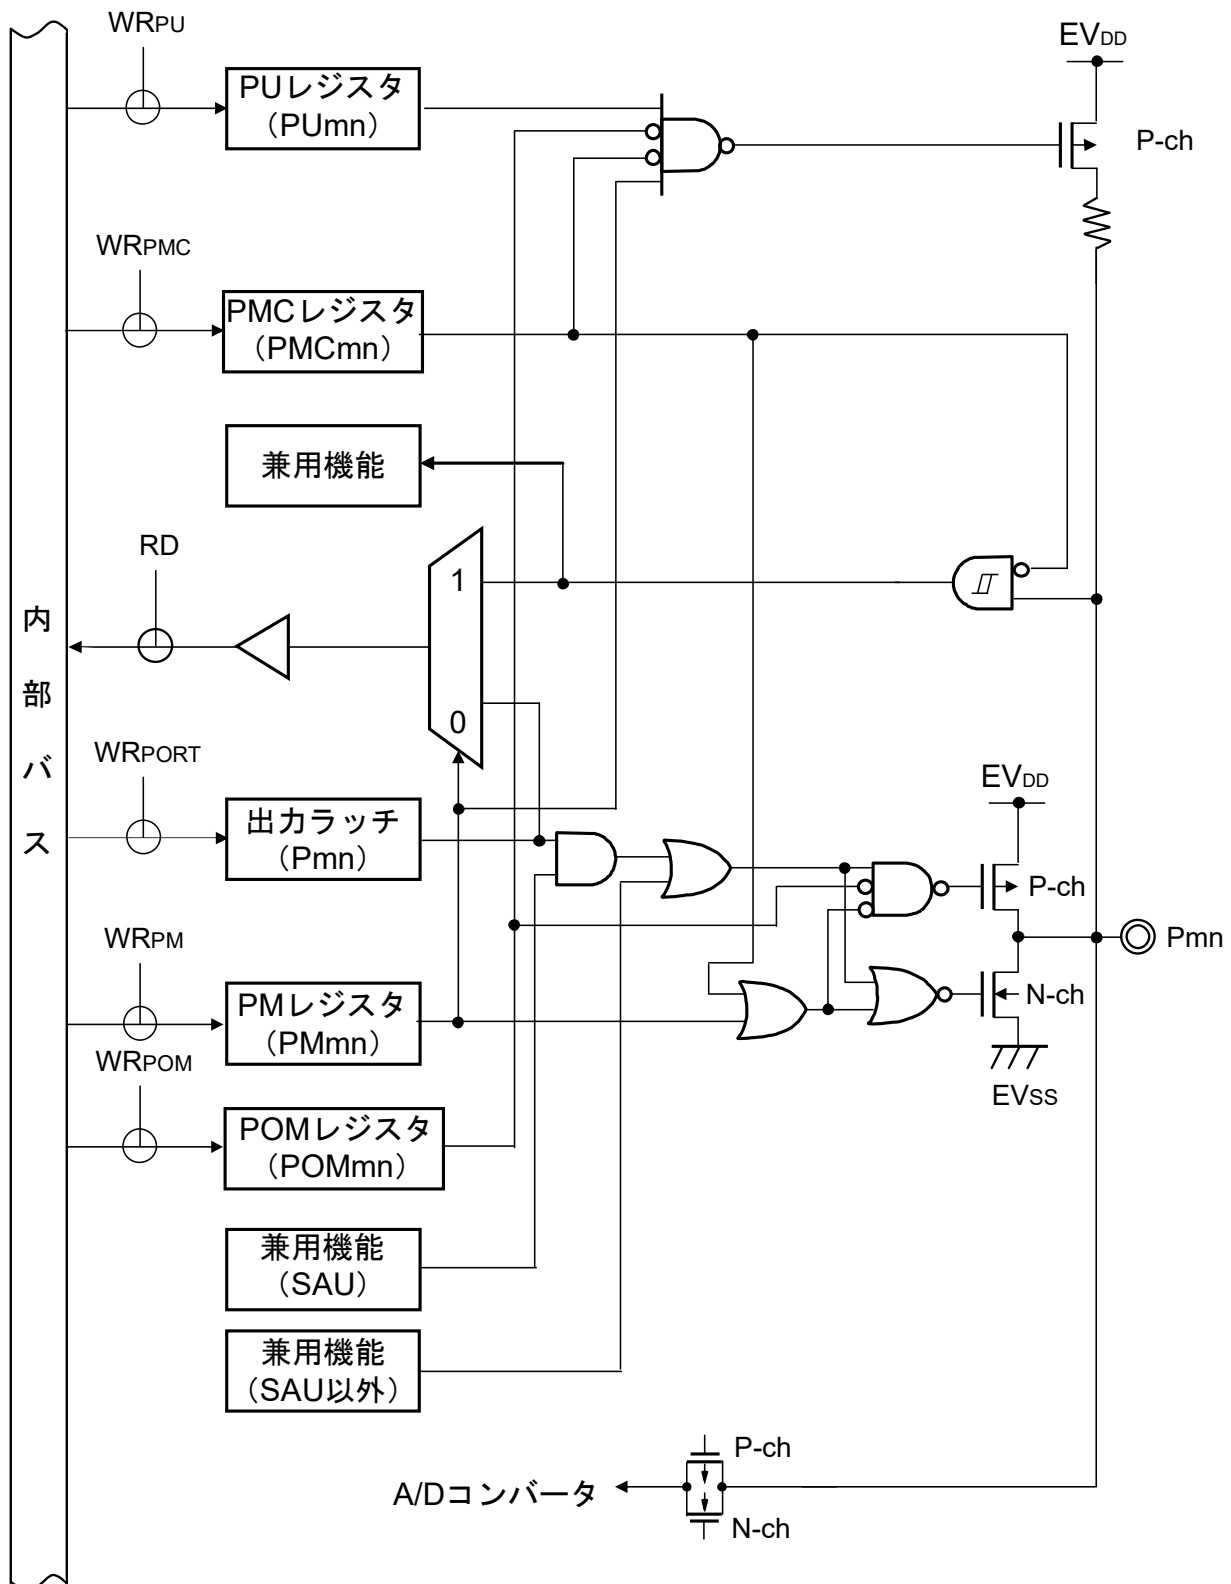 WRPU
EVDD
PUレジスタ
（PUmn）
P-ch
WRPMC
PMCレジスタ
（PMCmn）
兼用機能
RD
1
0
内部バス
WRPORT
出力ラッチ
（Pmn）
EVDD
P-ch
Pmn
N-ch
EVSS
WRPM
PMレジスタ
（PMmn）
WRPOM
POMレジスタ
（POMmn）
兼用機能
（SAU）
兼用機能
（SAU以外）
P-ch
A/Dコンバータ
N-ch